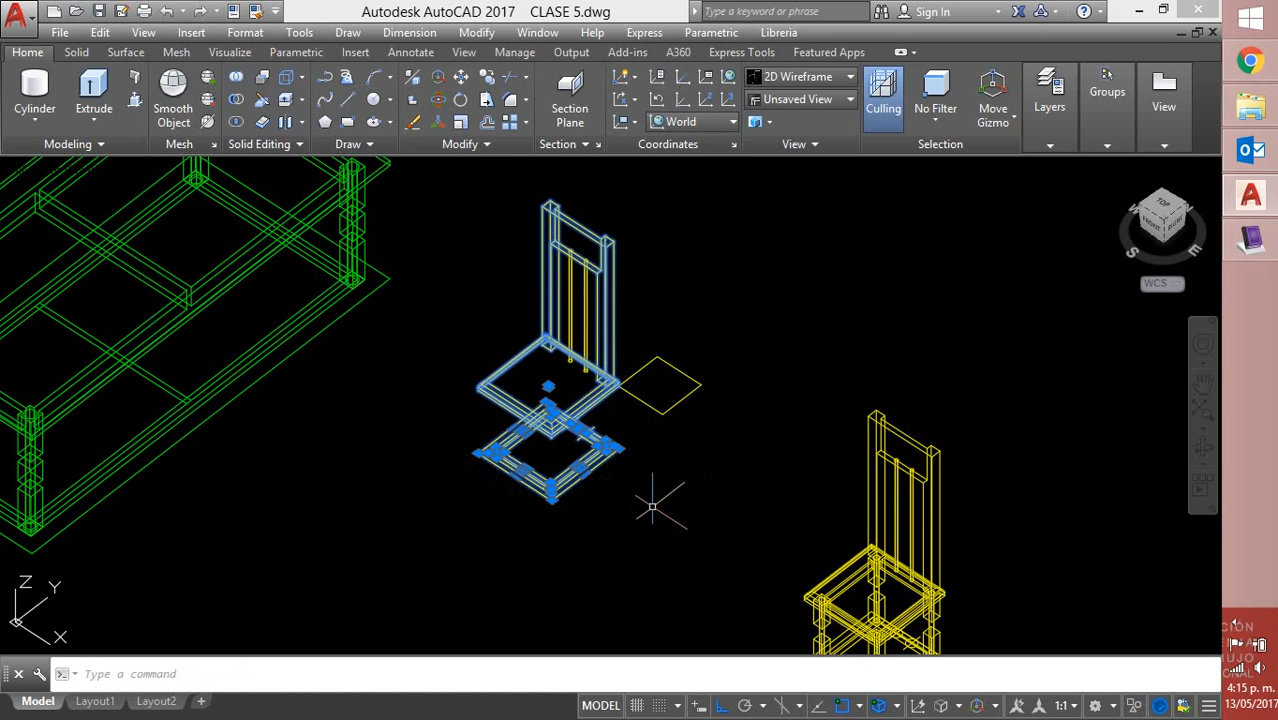 Autodesk AutoCAD 2017 CLASE 5.dwg
Type a keyword or phrase
Sign In
File Edit View Insert Format Tools Draw Dimension Modify Window Help Express Parametric Libreria
Home Solid Surface Mesh Visualize Parametric Insert Annotate View Manage Output Add-ins A360 Express Tools Featured Apps
Cylinder
Extrude
Smooth
Object
Section
Plane
World
2D Wireframe
Unsaved View
Culling
No Filter
Move
Gizmo
Layers
Groups
View
Modeling
Mesh
Solid Editing
Draw
Modify
Section
Coordinates
View
Selection
TOP
FRONT
W
N
S
E
WCS
Z
Y
X
Type a command
Model Layout1 Layout2
MODEL
1:1
CIÓN
ONAL
4:15 p. m.
13/05/2017